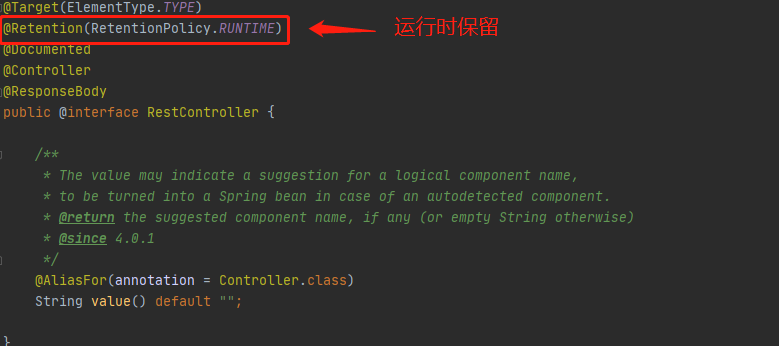 @Target(ElementType.TYPE)
@Retention(RetentionPolicy.RUNTIME) 运行时保留
@Documented
@Controller
@ResponseBody
public @interface RestController {
/**
* The value may indicate a suggestion for a logical component name,
* to be turned into a Spring bean in case of an autodetected component.
* @return the suggested component name, if any (or empty String otherwise)
* @since 4.0.1
*/
@AliasFor(annotation = Controller.class)
String value() default "";
}